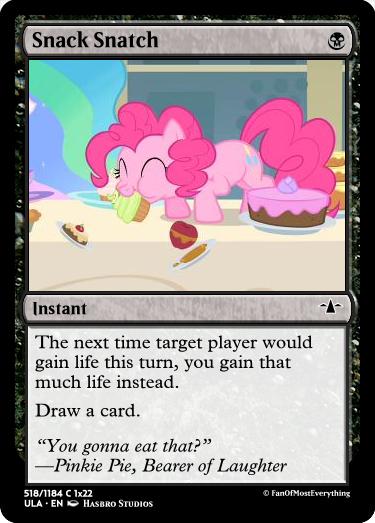 Snack Snatch
Instant
The next time target player would
gain life this turn, you gain that
much life instead.
Draw a card.
“You gonna eat that?”
—Pinkie Pie, Bearer of Laughter
518/1184 C 1x22
ULA • EN Hasbro Studios
© FanOfMostEverything